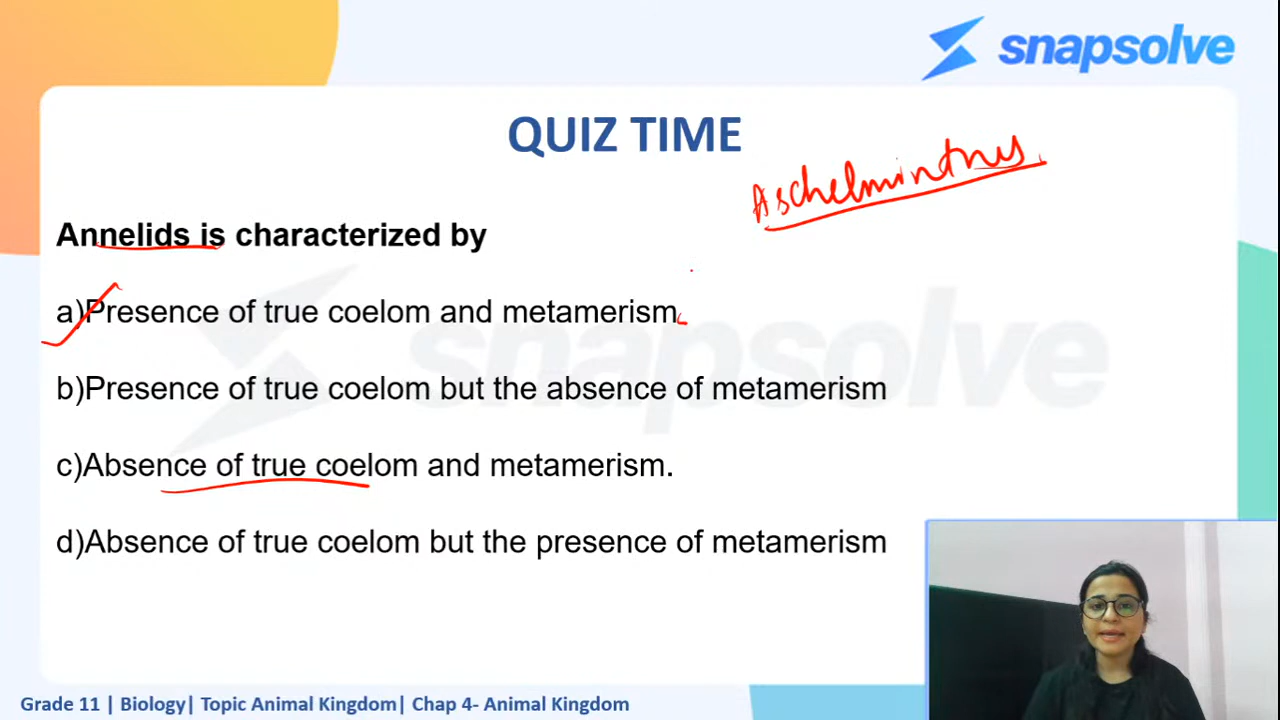 snapsolve
QUIZ TIME
Aschelminthes
Annelids is characterized by
a)Presence of true coelom and metamerism.
b)Presence of true coelom but the absence of metamerism
c)Absence of true coelom and metamerism.
d)Absence of true coelom but the presence of metamerism
snapsolve
Grade 11 | Biology| Topic Animal Kingdom| Chap 4- Animal Kingdom